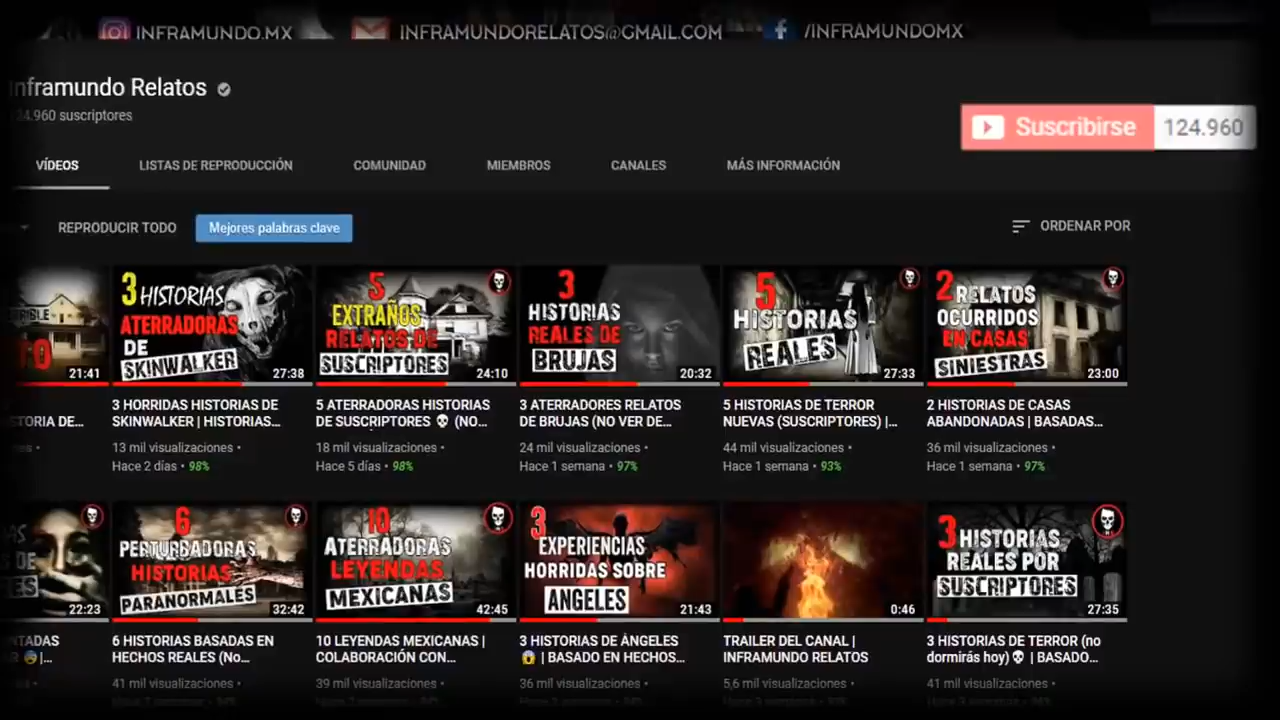 INFRAMUNDO.MX INFRAMUNDORELATOS@GMAIL.COM /INFRAMUNDOMX
Inframundo Relatos
124.960 suscriptores
Suscribirse 124.960
VÍDEOS LISTAS DE REPRODUCCIÓN COMUNIDAD MIEMBROS CANALES MÁS INFORMACIÓN
REPRODUCIR TODO Mejores palabras clave ORDENAR POR
21:41
3 HISTORIAS
ATERRADORAS
DE
SKINWALKER
27:38
5
EXTRAÑOS
RELATOS DE
SUSCRIPTORES
24:10
3
HISTORIAS
REALES DE
BRUJAS
20:32
5
HISTORIAS
REALES
27:33
2 RELATOS
OCURRIDOS
EN CASAS
SINIESTRAS
23:00
3 HORRIDAS HISTORIAS DE
SKINWALKER | HISTORIAS...
13 mil visualizaciones •
Hace 2 días • 98%
5 ATERRADORAS HISTORIAS
DE SUSCRIPTORES 💀 (NO...
18 mil visualizaciones •
Hace 5 días • 98%
3 ATERRADORES RELATOS
DE BRUJAS (NO VER DE...
24 mil visualizaciones •
Hace 1 semana • 97%
5 HISTORIAS DE TERROR
NUEVAS (SUSCRIPTORES) |...
44 mil visualizaciones •
Hace 1 semana • 93%
2 HISTORIAS DE CASAS
ABANDONADAS | BASADAS...
36 mil visualizaciones •
Hace 1 semana • 97%
22:23
6
PERTURBADORAS
HISTORIAS
PARANORMALES
32:42
10
ATERRADORAS
LEYENDAS
MEXICANAS
42:45
3
EXPERIENCIAS
HORRIDAS SOBRE
ANGELES
21:43
0:46
3 HISTORIAS
REALES POR
SUSCRIPTORES
27:35
6 HISTORIAS BASADAS EN
HECHOS REALES (No...
41 mil visualizaciones •
10 LEYENDAS MEXICANAS |
COLABORACIÓN CON...
39 mil visualizaciones •
3 HISTORIAS DE ÀNGELES
😱 | BASADO EN HECHOS...
36 mil visualizaciones •
TRAILER DEL CANAL |
INFRAMUNDO RELATOS
5,6 mil visualizaciones •
3 HISTORIAS DE TERROR (no
dormirás hoy)💀 | BASADO...
41 mil visualizaciones •